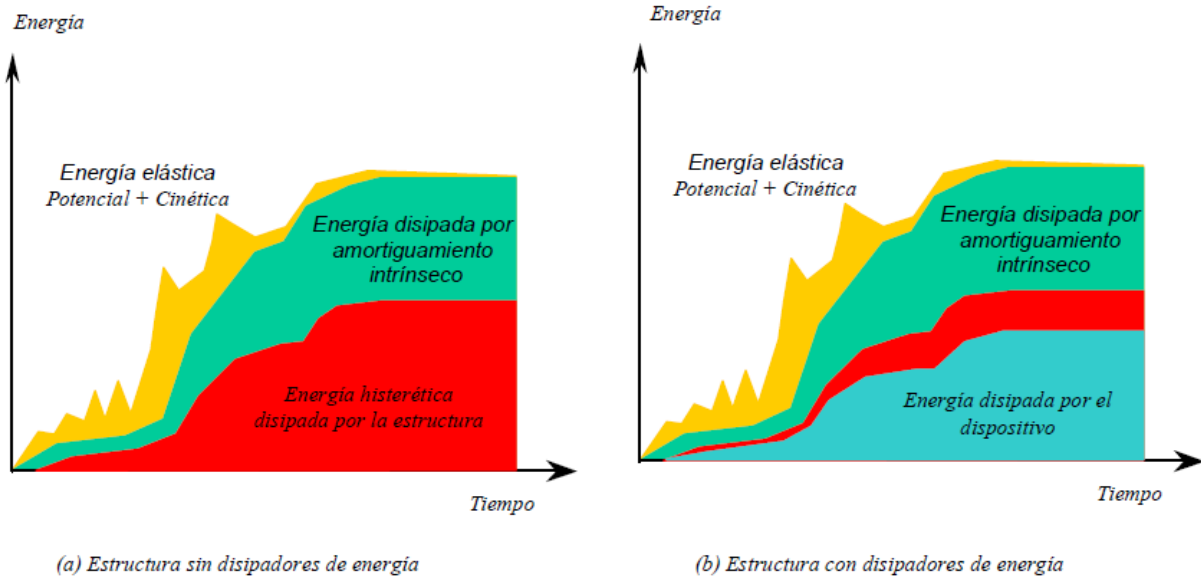 Energía
Energía elástica
Potencial + Cinética
Energía disipada por
amortiguamiento
intrínseco
Energía histerética
disipada por la estructura
Tiempo
(a) Estructura sin disipadores de energía
Energía
Energía elástica
Potencial + Cinética
Energía disipada por
amortiguamiento
intrínseco
Energía disipada por el
dispositivo
Tiempo
(b) Estructura con disipadores de energía